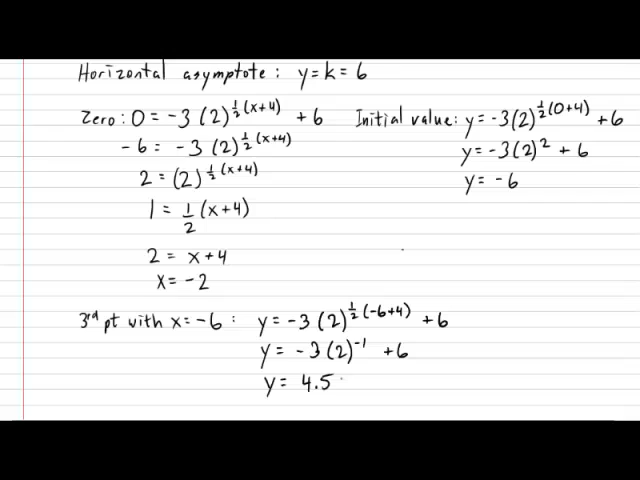 Horizontal asymptote: y = k = 6
Zero: 0 = -3 (2)^{1/2 (x+4)} + 6
-6 = -3 (2)^{1/2 (x+4)}
2 = (2)^{1/2 (x+4)}
1 = 1/2 (x+4)
2 = x+4
x = -2
Initial value: y = -3(2)^{1/2(0+4)} + 6
y = -3(2)^2 + 6
y = -6
3rd pt with x = -6: y = -3 (2)^{1/2(-6+4)} + 6
y = -3 (2)^{-1} + 6
y = 4.5